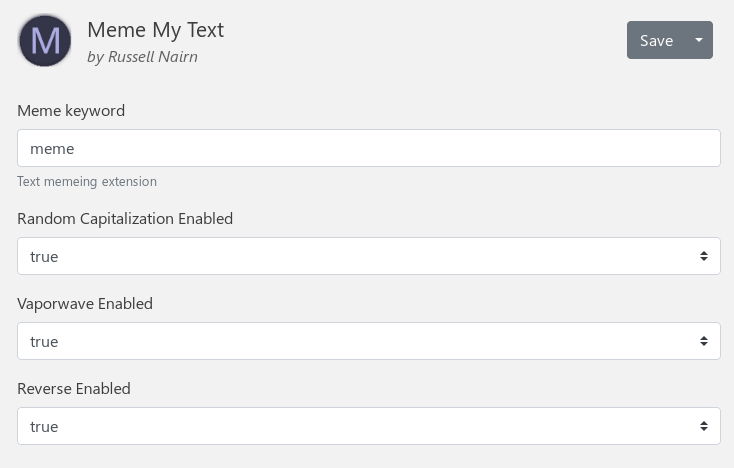 M
Meme My Text
by Russell Nairn
Save
Meme keyword
meme
Text memeing extension
Random Capitalization Enabled
true
Vaporwave Enabled
true
Reverse Enabled
true